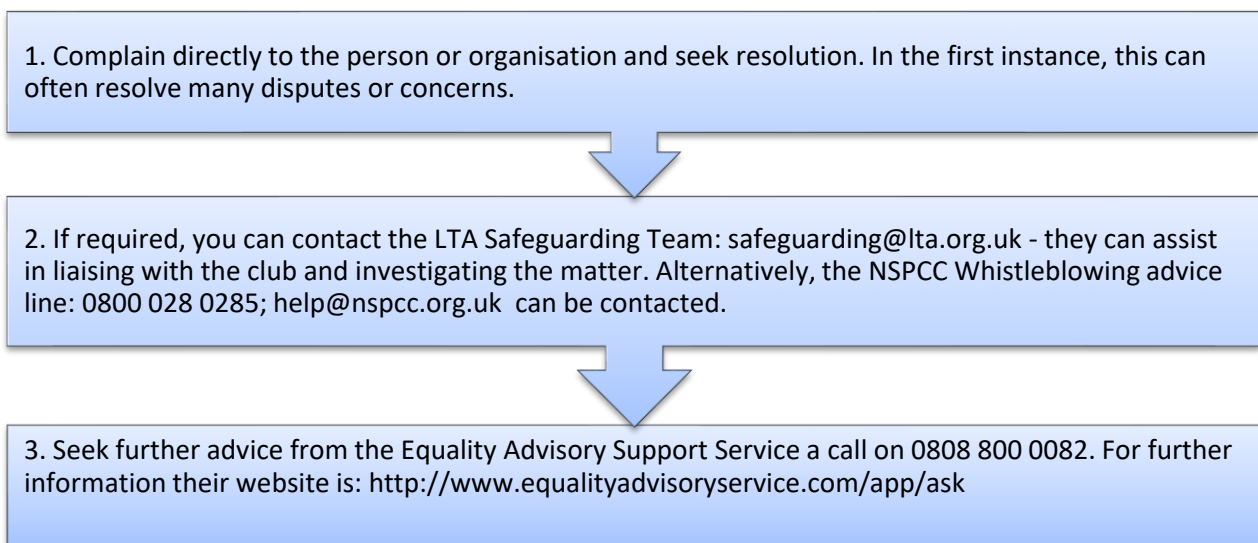 1. Complain directly to the person or organisation and seek resolution. In the first instance, this can
often resolve many disputes or concerns.
2. If required, you can contact the LTA Safeguarding Team: safeguarding@lta.org.uk - they can assist
in liaising with the club and investigating the matter. Alternatively, the NSPCC Whistleblowing advice
line: 0800 028 0285; help@nspcc.org.uk  can be contacted.
3. Seek further advice from the Equality Advisory Support Service a call on 0808 800 0082. For further
information their website is: http://www.equalityadvisoryservice.com/app/ask